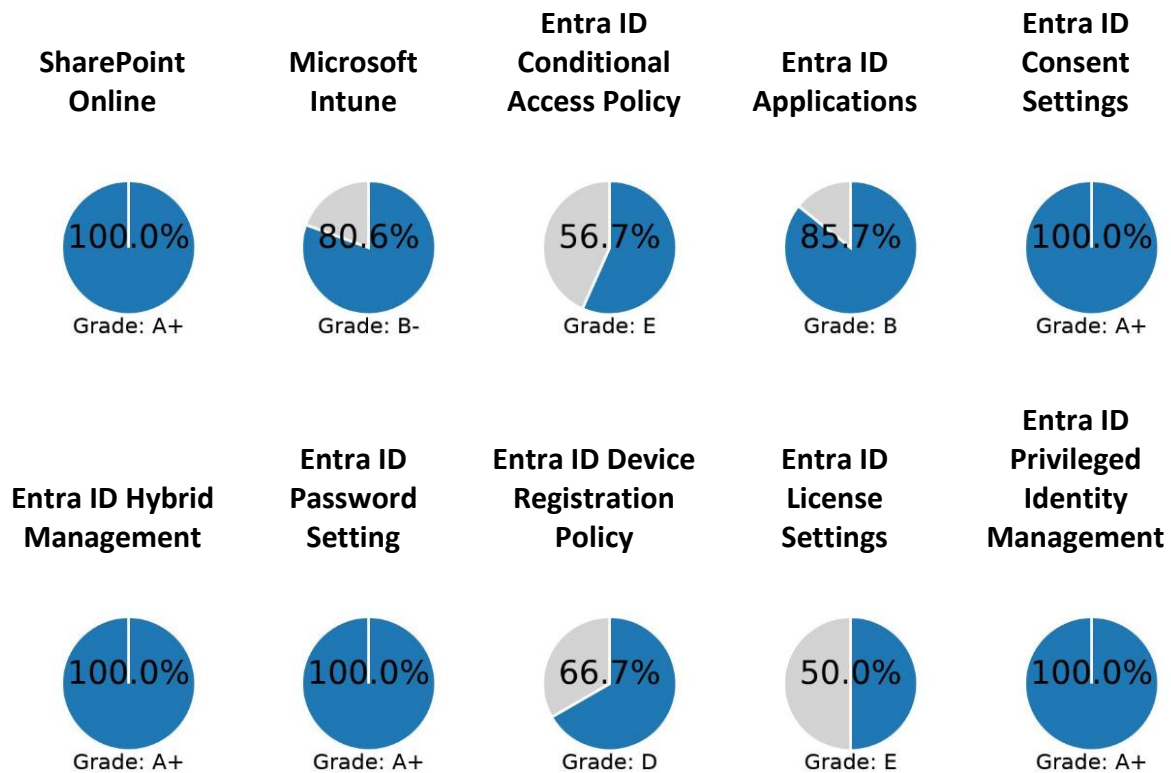 SharePoint
Online
Microsoft
Intune
Entra ID
Conditional
Access Policy
Entra ID
Applications
Entra ID
Consent
Settings
100.0%
Grade: A+
80.6%
Grade: B-
56.7%
Grade: E
85.7%
Grade: B
100.0%
Grade: A+
Entra ID Hybrid
Management
Entra ID
Password
Setting
Entra ID Device
Registration
Policy
Entra ID
License
Settings
Entra ID
Privileged
Identity
Management
100.0%
Grade: A+
100.0%
Grade: A+
66.7%
Grade: D
50.0%
Grade: E
100.0%
Grade: A+